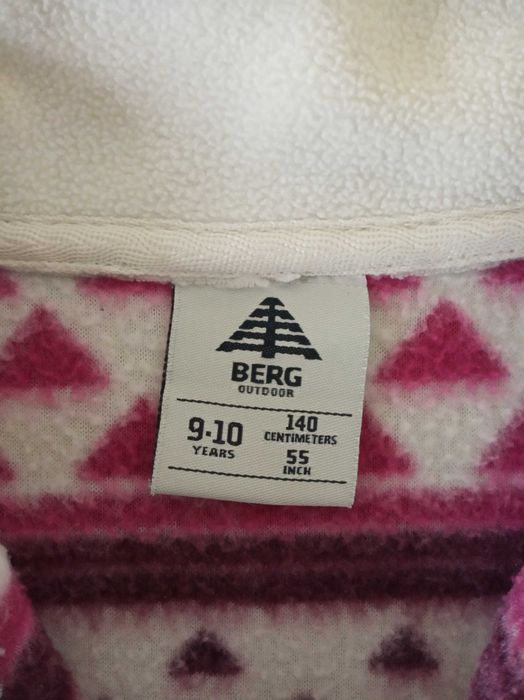 BERG
OUTDOOR
9-10
YEARS
140
CENTIMETERS
55
INCH